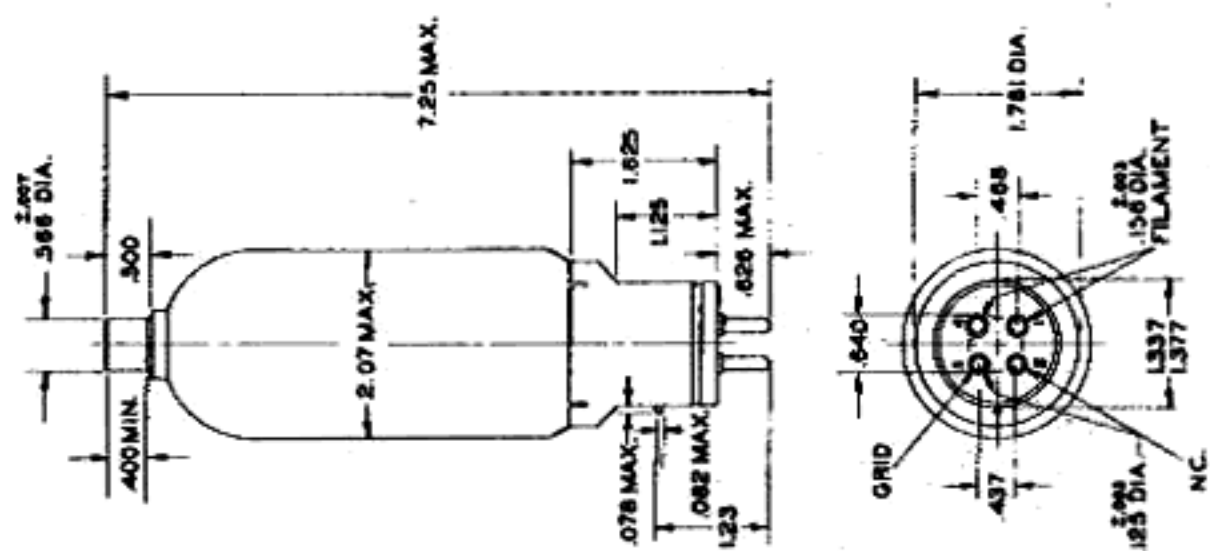 ±.007
.566 DIA.
.500
.400 MIN.
7.25 MAX.
2.07 MAX.
1.625
1.125
.626 MAX.
.078 MAX.
.082 MAX.
1.23
1.781 DIA.
.468
±.003
.156 DIA.
FILAMENT
.640
1.337
1.377
GRID
.437
±.003
.125 DIA.
N.C.